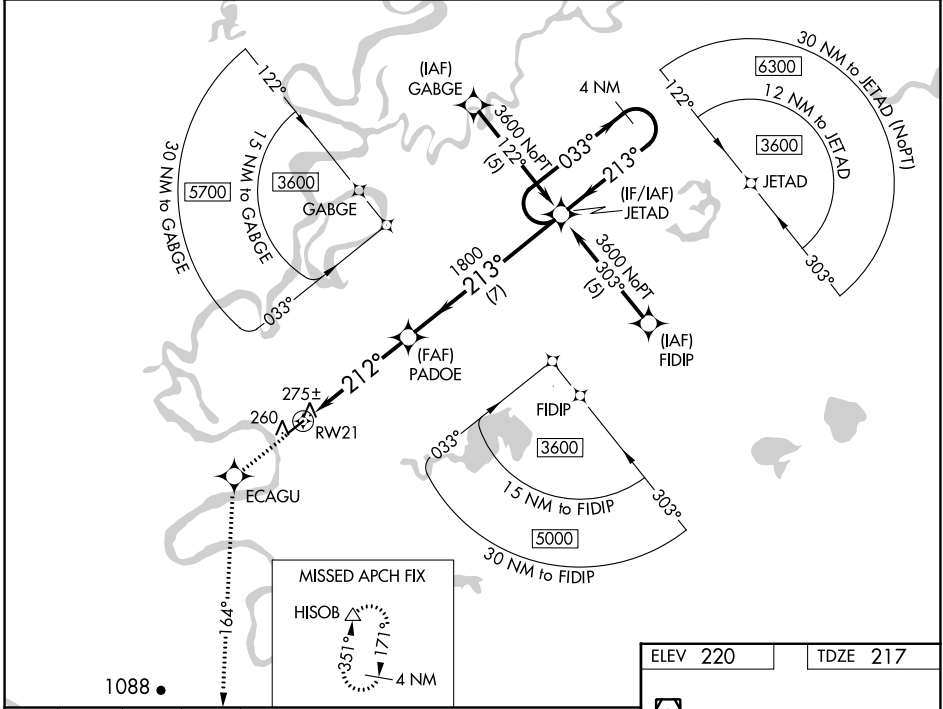 (IAF)
GABGE
4 NM
30 NM to JETAD (NoPT)
6300
12 NM to JETAD
122°
3600
JETAD
303°
122°
15 NM to GABGE
30 NM to GABGE
5700
3600
GABGE
033°
3600 NoPT
122°
(5)
033°
213°
(IF/IAF)
JETAD
3600 NoPT
303°
(5)
(IAF)
FIDIP
1800
213°
(7)
(FAF)
PADOE
212°
275±
260
RW21
ECAGU
FIDIP
033°
3600
15 NM to FIDIP
303°
5000
30 NM to FIDIP
164°
MISSED APCH FIX
HISOB
351°
171°
4 NM
1088
ELEV 220
TDZE 217
A